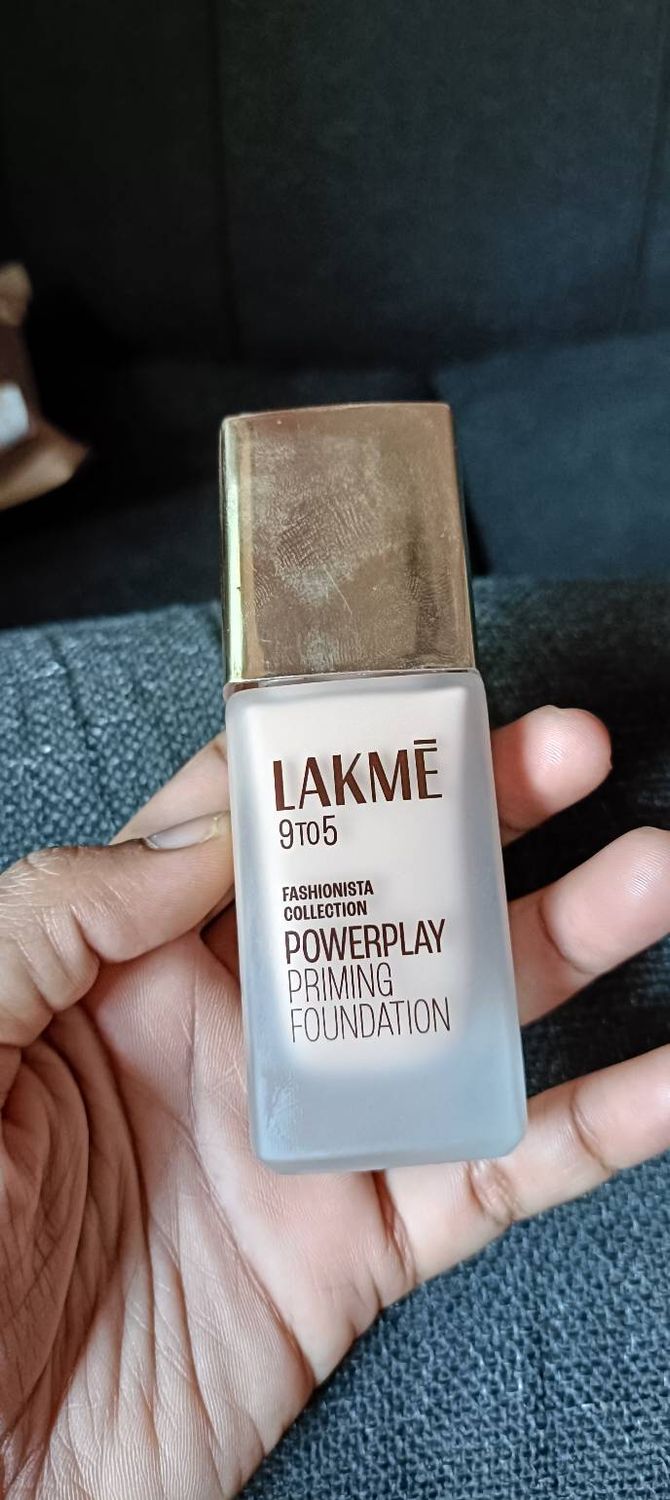 LAKMĒ
9TO5
FASHIONISTA
COLLECTION
POWERPLAY
PRIMING
FOUNDATION